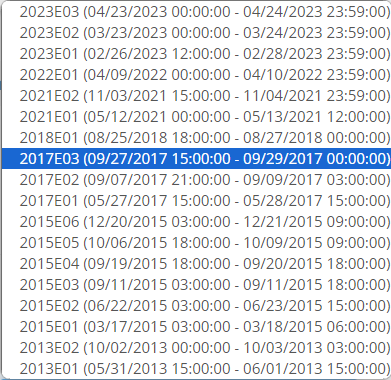 2023E03 (04/23/2023 00:00:00 - 04/24/2023 23:59:00)
2023E02 (03/23/2023 00:00:00 - 03/24/2023 23:59:00)
2023E01 (02/26/2023 12:00:00 - 02/28/2023 23:59:00)
2022E01 (04/09/2022 00:00:00 - 04/10/2022 23:59:00)
2021E02 (11/03/2021 15:00:00 - 11/04/2021 23:59:00)
2021E01 (05/12/2021 00:00:00 - 05/13/2021 12:00:00)
2018E01 (08/25/2018 18:00:00 - 08/27/2018 00:00:00)
2017E03 (09/27/2017 15:00:00 - 09/29/2017 00:00:00)
2017E02 (09/07/2017 21:00:00 - 09/09/2017 03:00:00)
2017E01 (05/27/2017 15:00:00 - 05/28/2017 15:00:00)
2015E06 (12/20/2015 03:00:00 - 12/21/2015 09:00:00)
2015E05 (10/06/2015 18:00:00 - 10/09/2015 09:00:00)
2015E04 (09/19/2015 18:00:00 - 09/20/2015 18:00:00)
2015E03 (09/11/2015 03:00:00 - 09/11/2015 18:00:00)
2015E02 (06/22/2015 03:00:00 - 06/23/2015 15:00:00)
2015E01 (03/17/2015 03:00:00 - 03/18/2015 06:00:00)
2013E02 (10/02/2013 00:00:00 - 10/03/2013 03:00:00)
2013E01 (05/31/2013 15:00:00 - 06/01/2013 15:00:00)